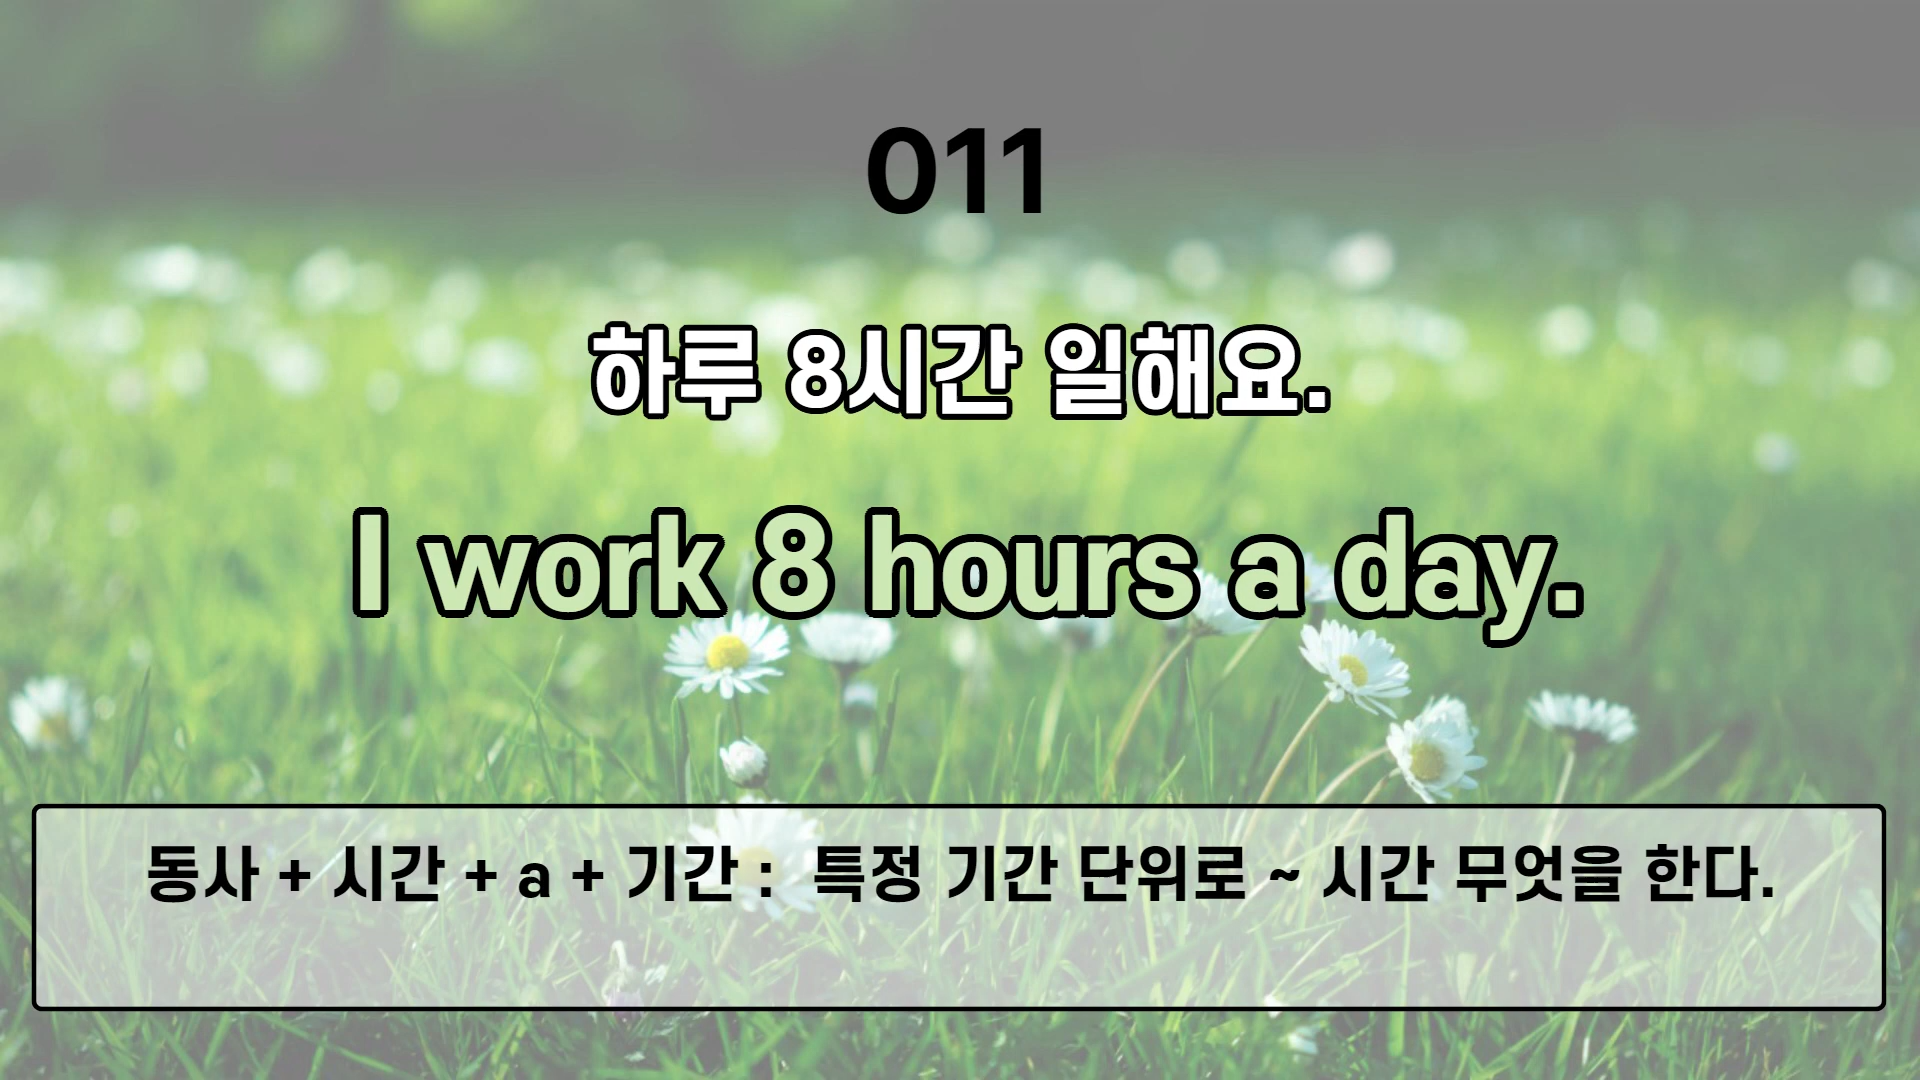 011
하루 8시간 일해요.
I work 8 hours a day.
동사 + 시간 + a + 기간 : 특정 기간 단위로 ~ 시간 무엇을 한다.